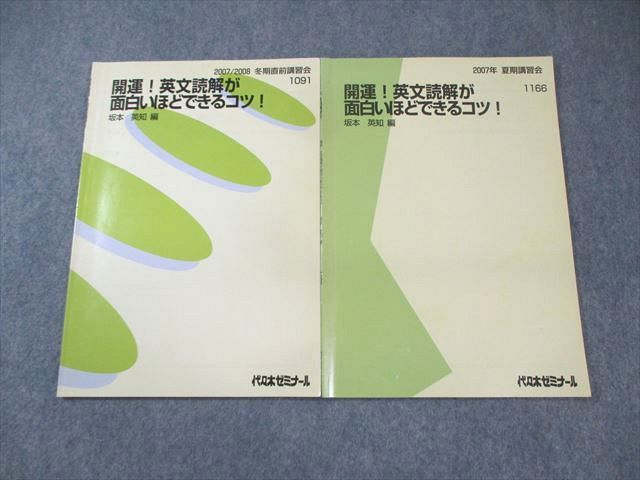 2007/2008 冬期直前講習会
1091
開運！英文読解が
面白いほどできるコツ！
坂本 英知 編
代々木ゼミナール
2007年 夏期講習会
1166
開運！英文読解が
面白いほどできるコツ！
坂本 英知 編
代々木ゼミナール